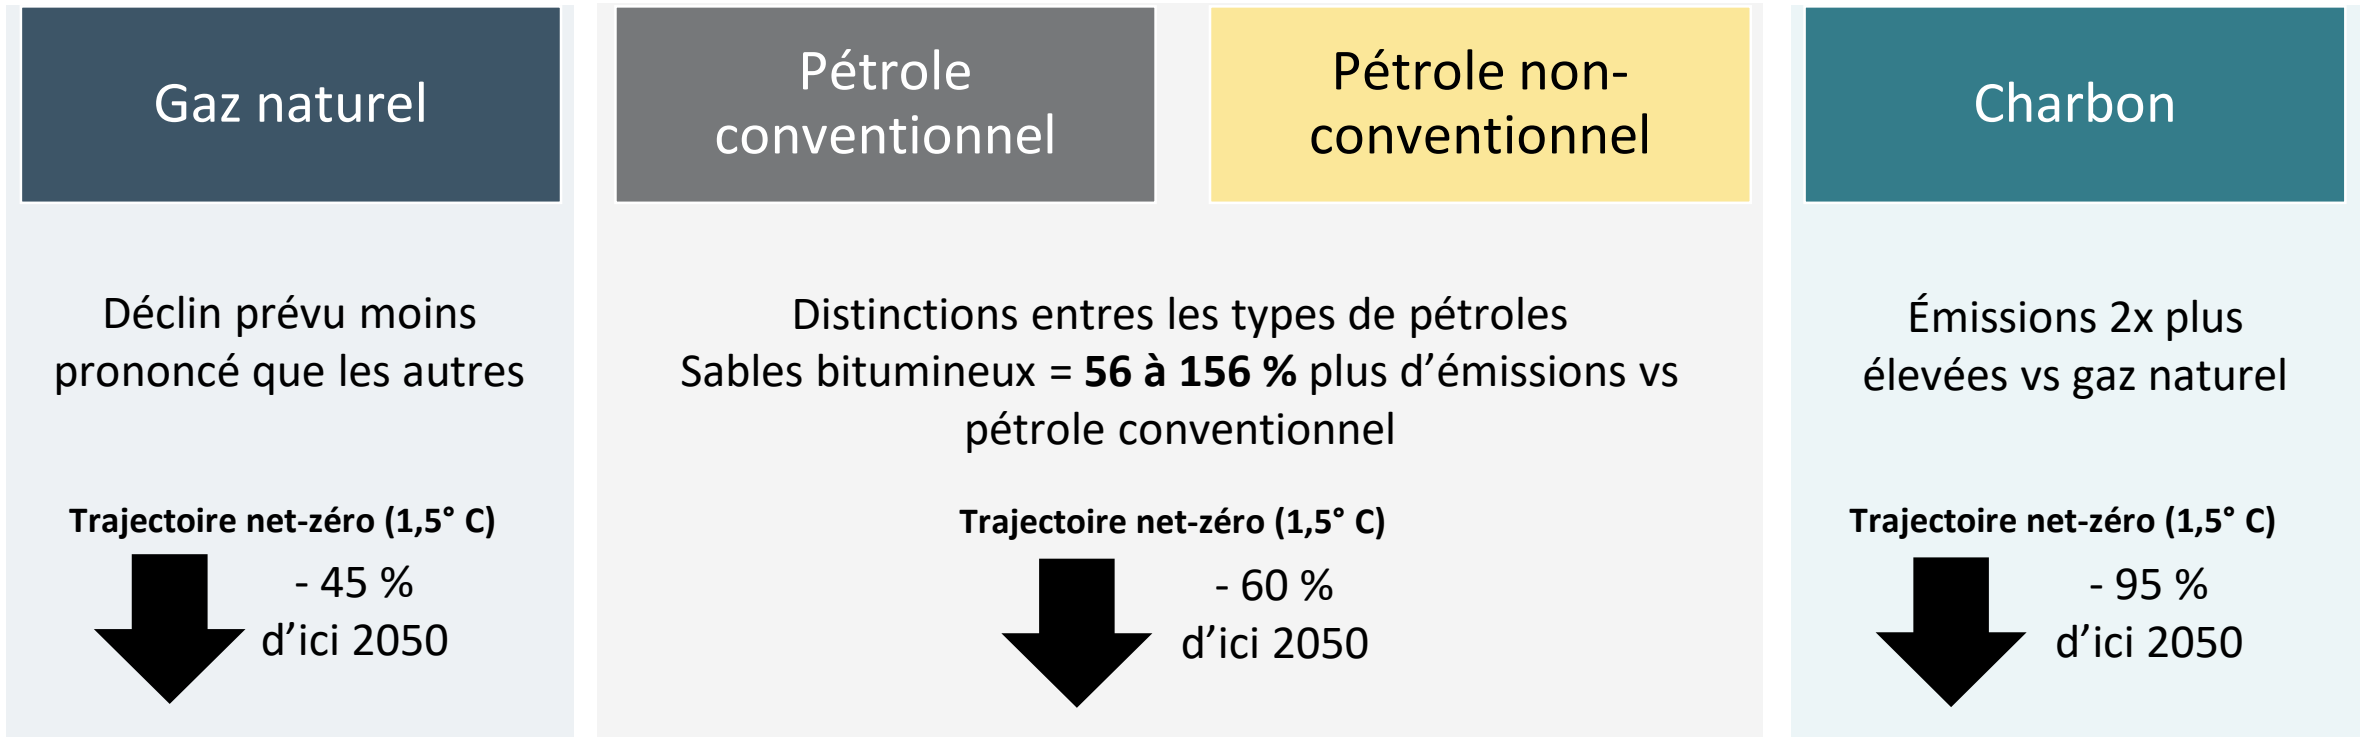 Gaz naturel
Déclin prévu moins
prononcé que les autres
Trajectoire net-zéro (1,5° C)
- 45 %
d’ici 2050
Pétrole
conventionnel
Pétrole non-
conventionnel
Distinctions entres les types de pétroles
Sables bitumineux = 56 à 156 % plus d’émissions vs
pétrole conventionnel
Trajectoire net-zéro (1,5° C)
- 60 %
d’ici 2050
Charbon
Émissions 2x plus
élevées vs gaz naturel
Trajectoire net-zéro (1,5° C)
- 95 %
d’ici 2050